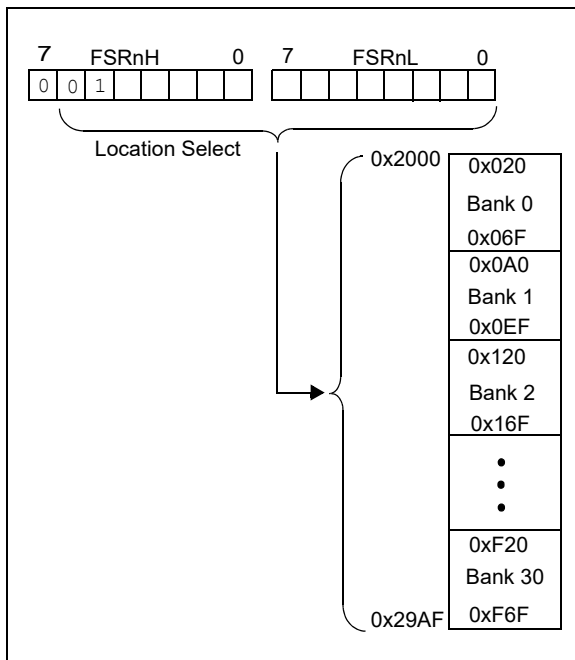 7 FSRnH 0 7 FSRnL 0
0 0 1
Location Select
0x2000
0x020
Bank 0
0x06F
0x0A0
Bank 1
0x0EF
0x120
Bank 2
0x16F
0xF20
Bank 30
0xF6F
0x29AF